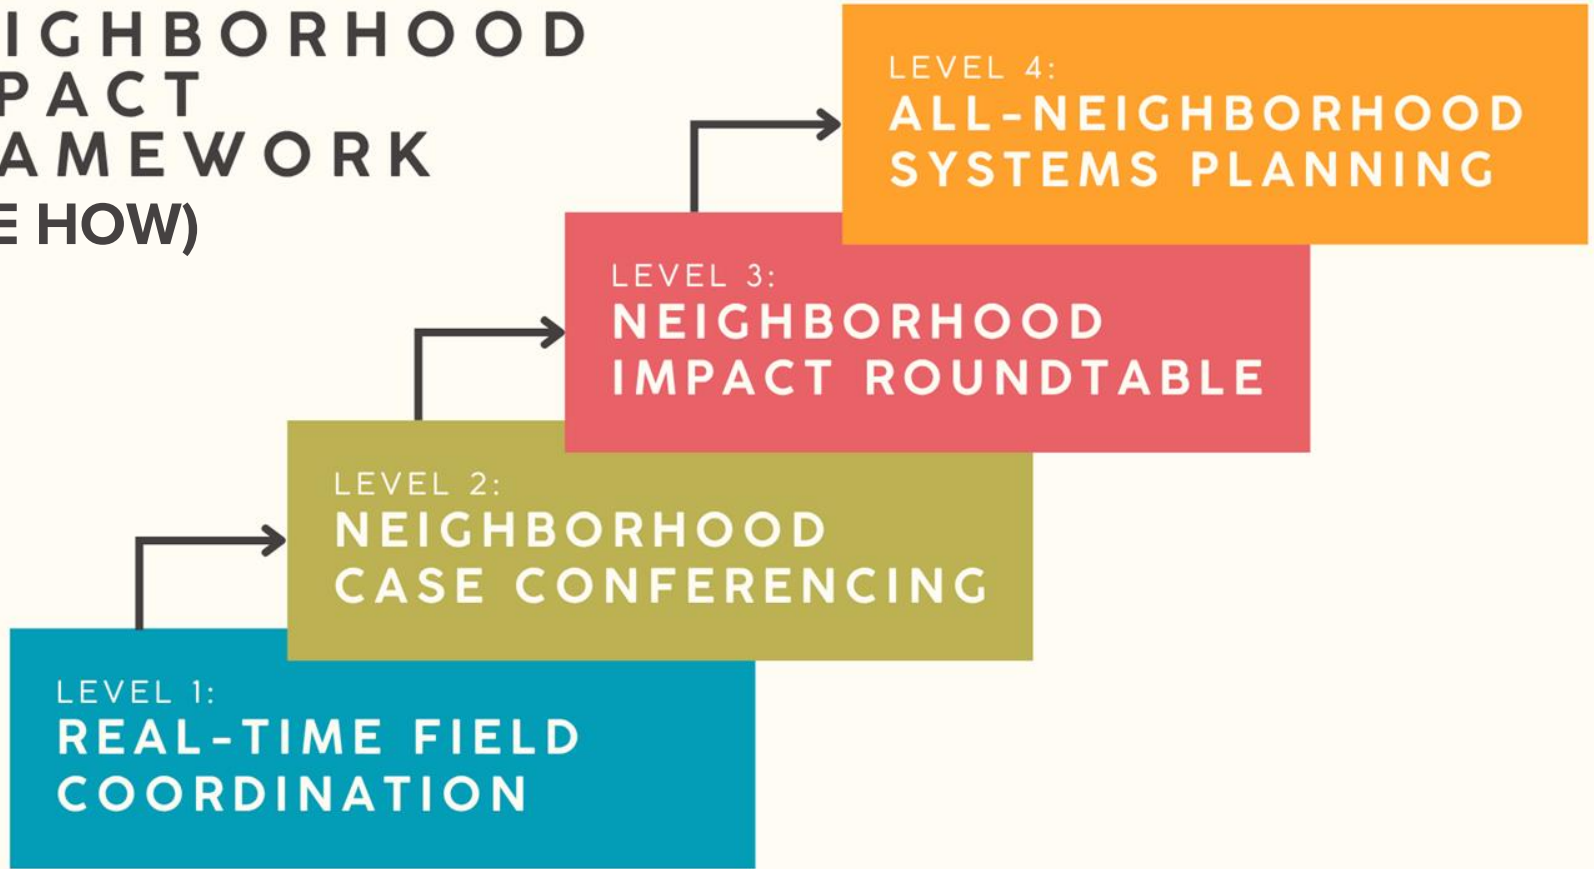 IGHBORHOOD
PACT
AMEWORK
E HOW)
LEVEL 4:
ALL-NEIGHBORHOOD
SYSTEMS PLANNING
LEVEL 3:
NEIGHBORHOOD
IMPACT ROUNDTABLE
LEVEL 2:
NEIGHBORHOOD
CASE CONFERENCING
LEVEL 1:
REAL-TIME FIELD
COORDINATION